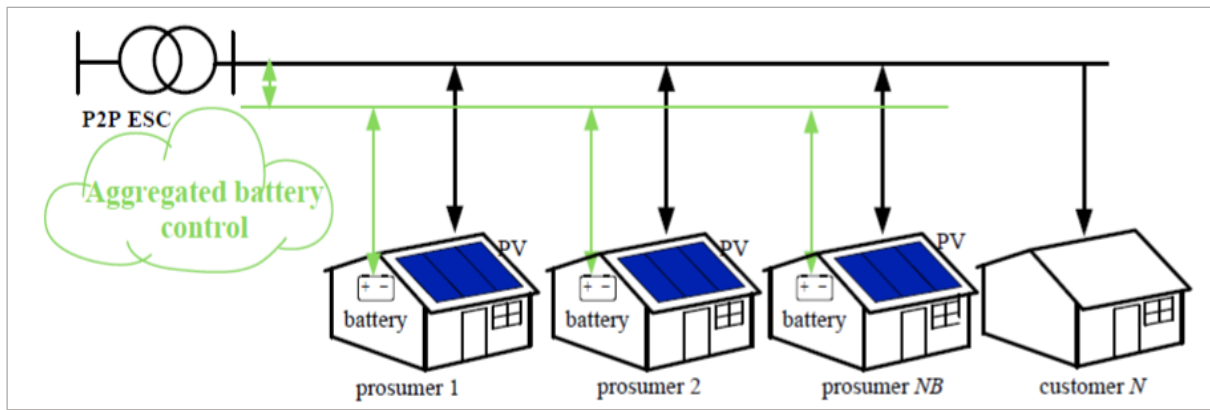 P2P ESC
Aggregated battery
control
PV
PV
PV
+ −
+ −
+ −
battery
battery
battery
prosumer 1
prosumer 2
prosumer NB
customer N